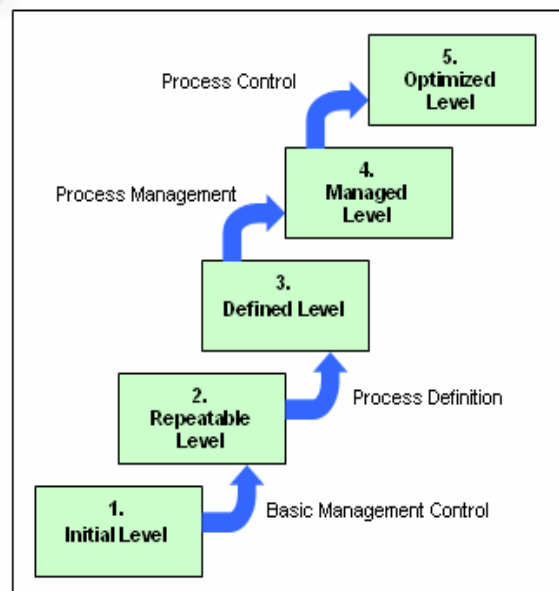 Process Control
5.
Optimized
Level
Process Management
4.
Managed
Level
3.
Defined Level
2.
Repeatable
Level
Process Definition
1.
Initial Level
Basic Management Control